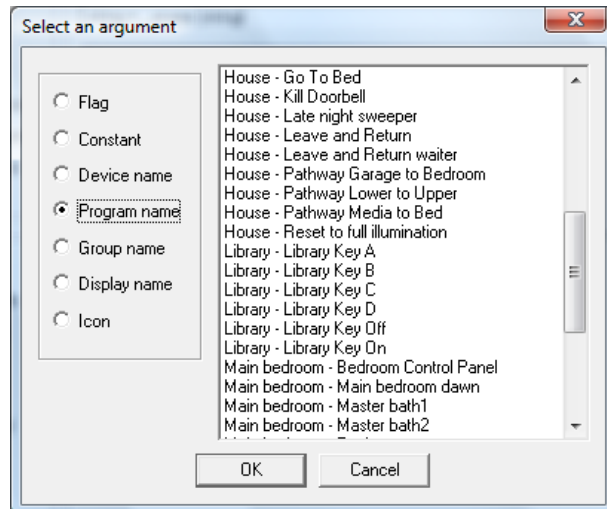 Select an argument
Flag
Constant
Device name
Program name
Group name
Display name
Icon
House - Go To Bed
House - Kill Doorbell
House - Late night sweeper
House - Leave and Return
House - Leave and Return waiter
House - Pathway Garage to Bedroom
House - Pathway Lower to Upper
House - Pathway Media to Bed
House - Reset to full illumination
Library - Library Key A
Library - Library Key B
Library - Library Key C
Library - Library Key D
Library - Library Key Off
Library - Library Key On
Main bedroom - Bedroom Control Panel
Main bedroom - Main bedroom dawn
Main bedroom - Master bath1
Main bedroom - Master bath2
OK
Cancel